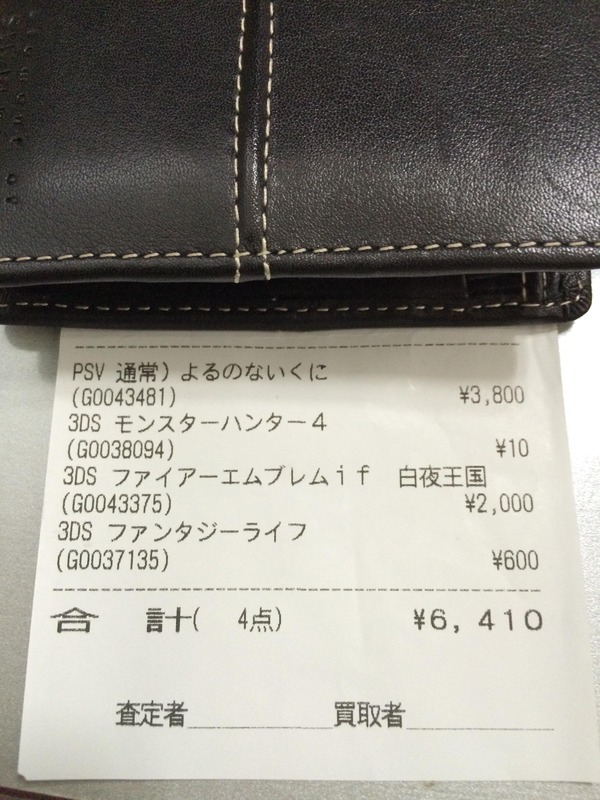 PSV 通常）よるのないくに
(G0043481) ¥3,800
3DS モンスターハンター４
(G0038094) ¥10
3DS ファイアーエムブレムｉｆ　白夜王国
(G0043375) ¥2,000
3DS ファンタジーライフ
(G0037135) ¥600
合　計(　4点) ¥6,410
査定者 買取者